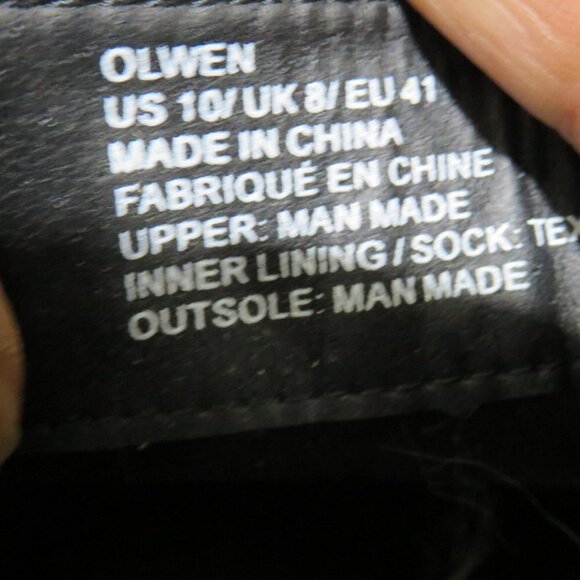 OLWEN
US 10/ UK 8/ EU 41
MADE IN CHINA
FABRIQUÉ EN CHINE
UPPER: MAN MADE
INNER LINING / SOCK: TEX
OUTSOLE: MAN MADE